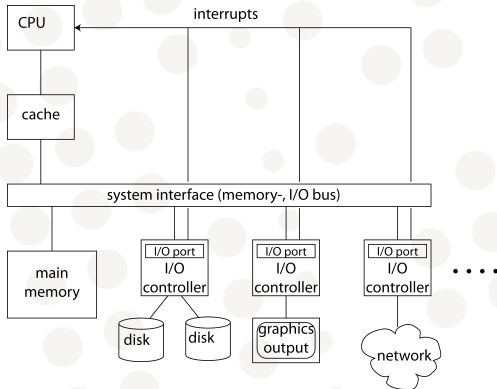 interrupts
CPU
cache
system interface (memory-, I/O bus)
main
memory
I/O port
I/O
controller
I/O port
I/O
controller
I/O port
I/O
controller
disk
disk
graphics
output
network